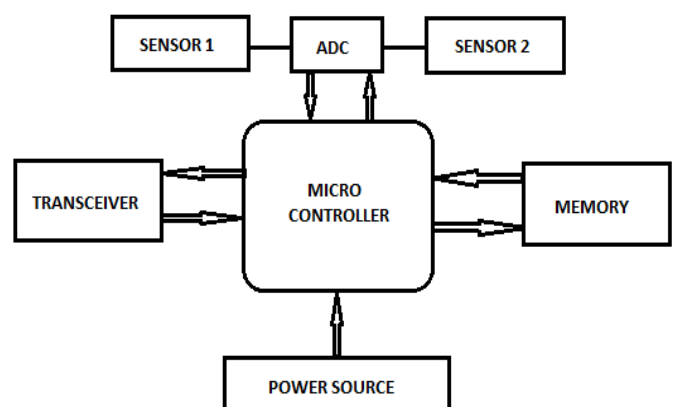 SENSOR 1
ADC
SENSOR 2
TRANSCEIVER
MICRO
CONTROLLER
MEMORY
POWER SOURCE